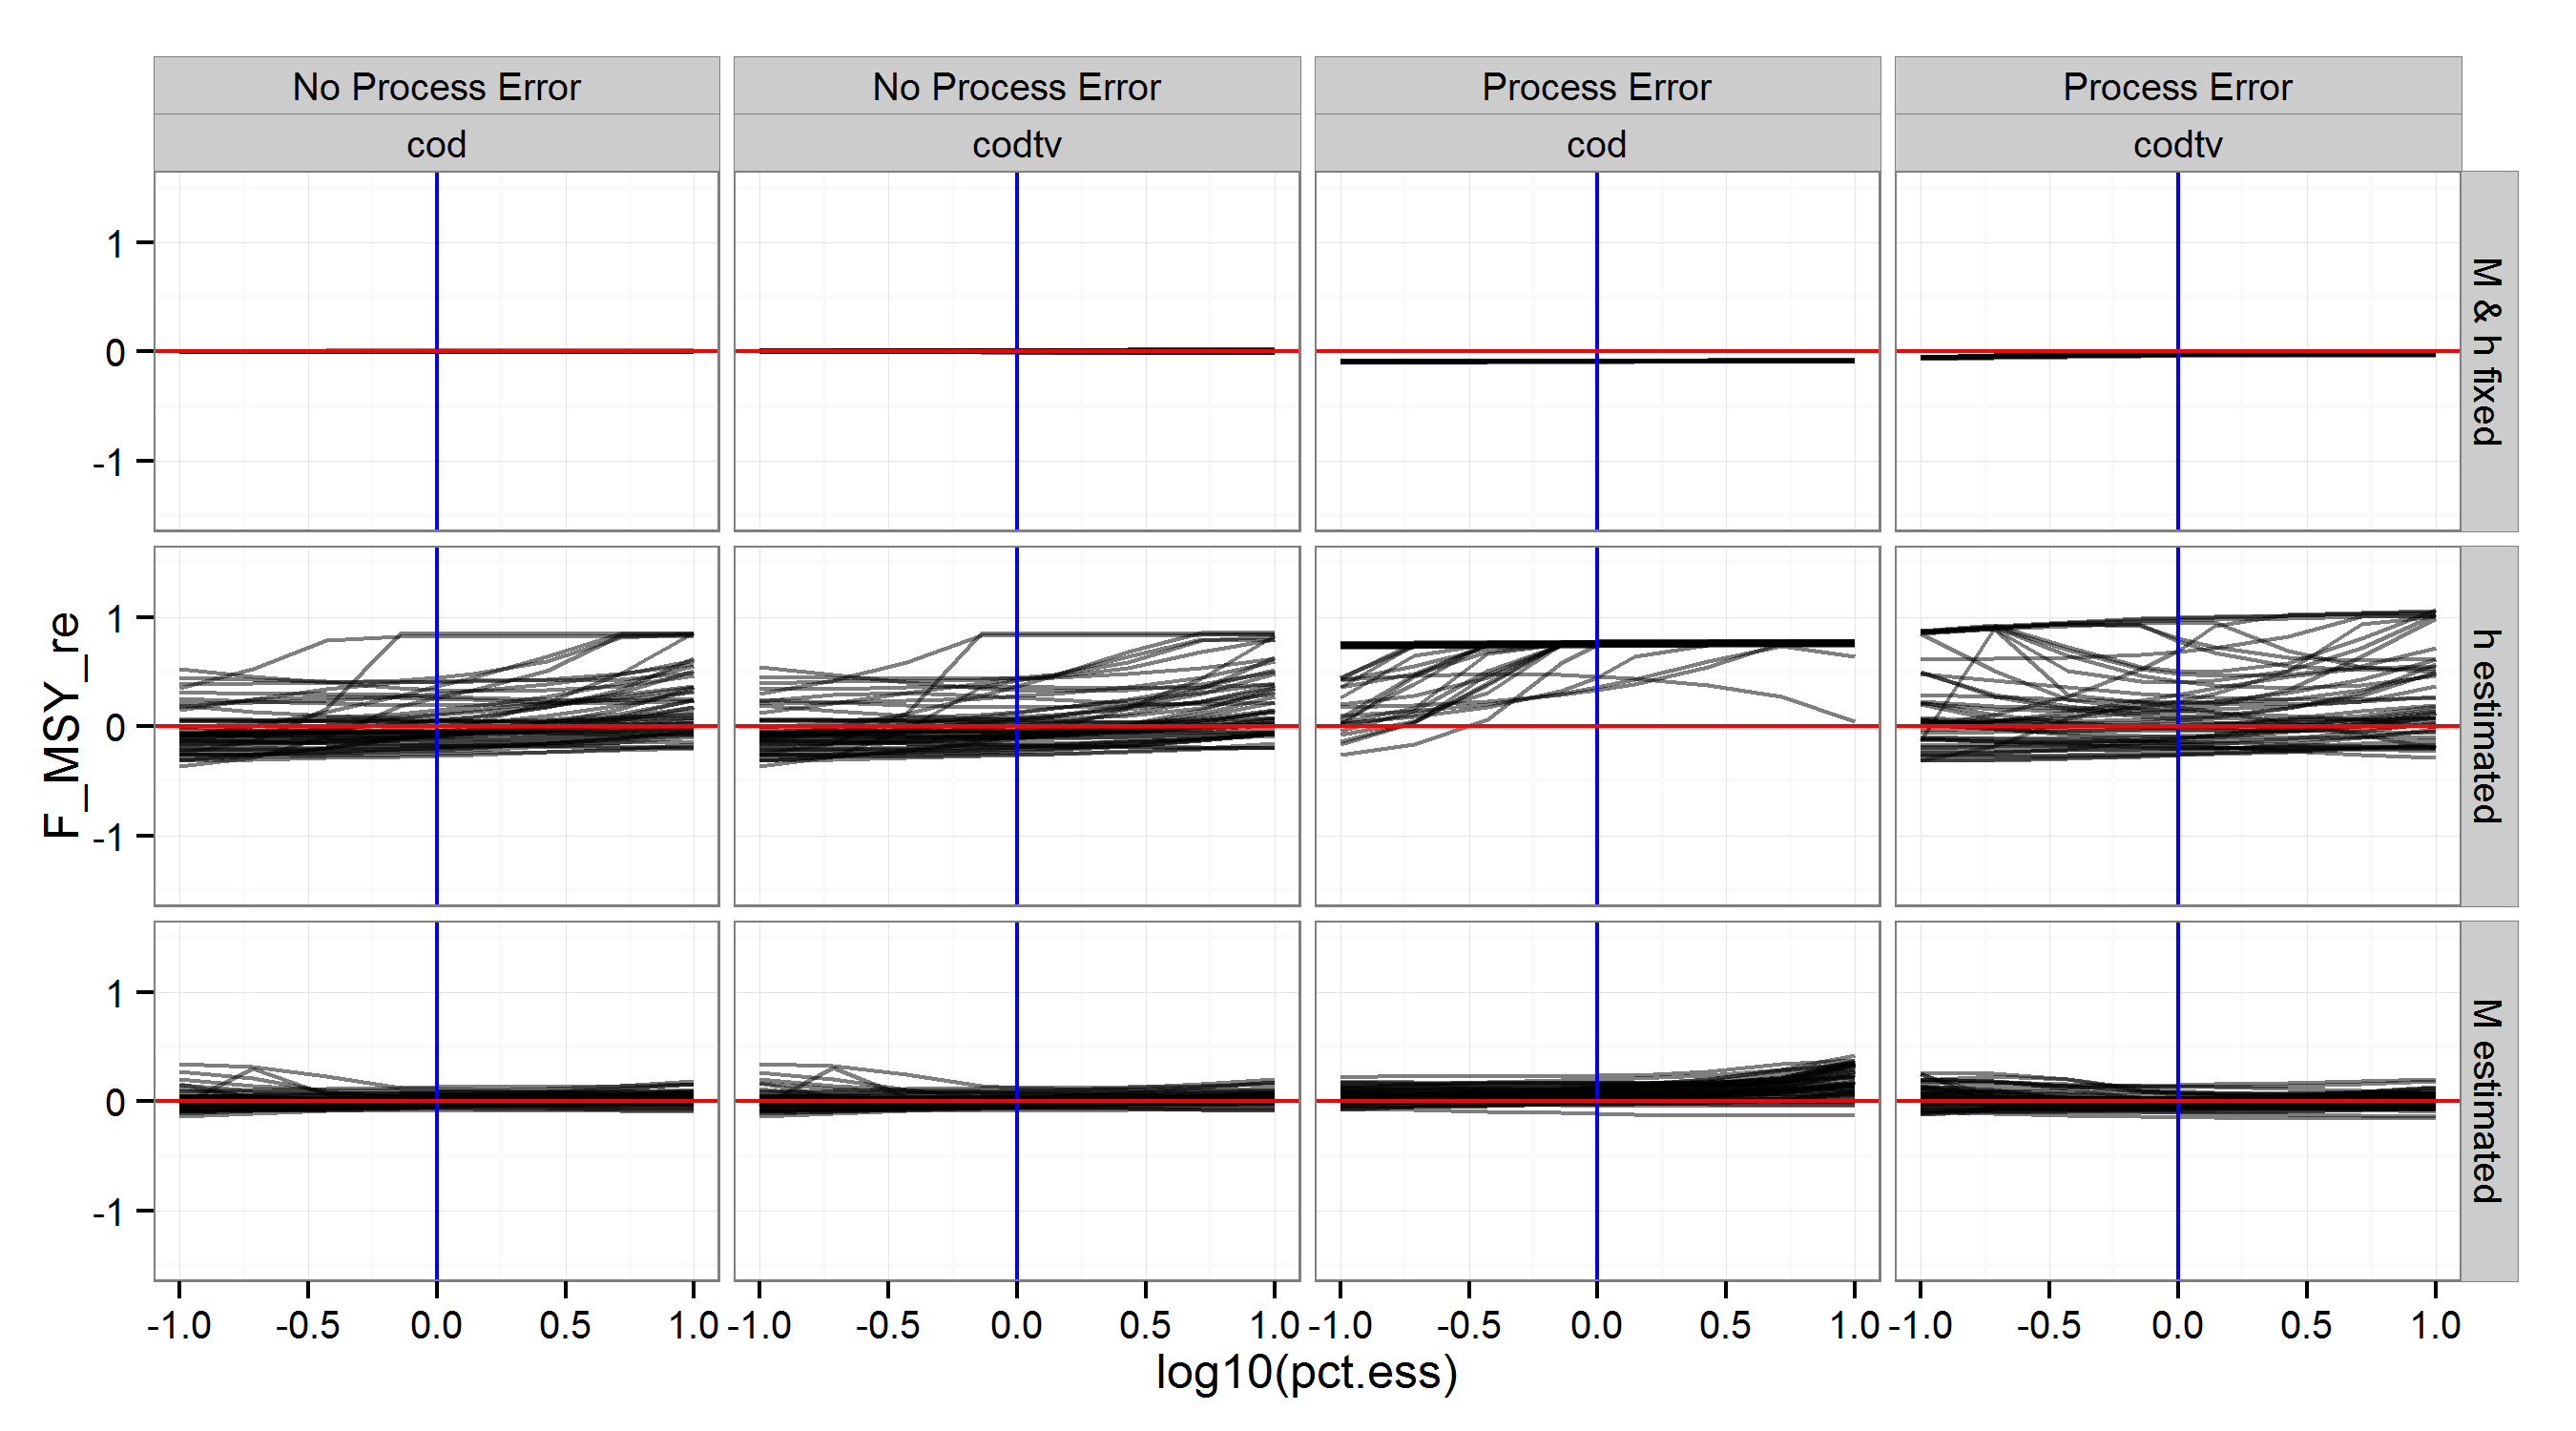 No Process Error No Process Error Process Error Process Error
cod codtv cod codtv
1
0
-1
M & h fixed
1
0
-1
h estimated
1
0
-1
M estimated
F_MSY_re
-1.0 -0.5 0.0 0.5 1.0 -1.0 -0.5 0.0 0.5 1.0 -1.0 -0.5 0.0 0.5 1.0 -1.0 -0.5 0.0 0.5 1.0
log10(pct.ess)